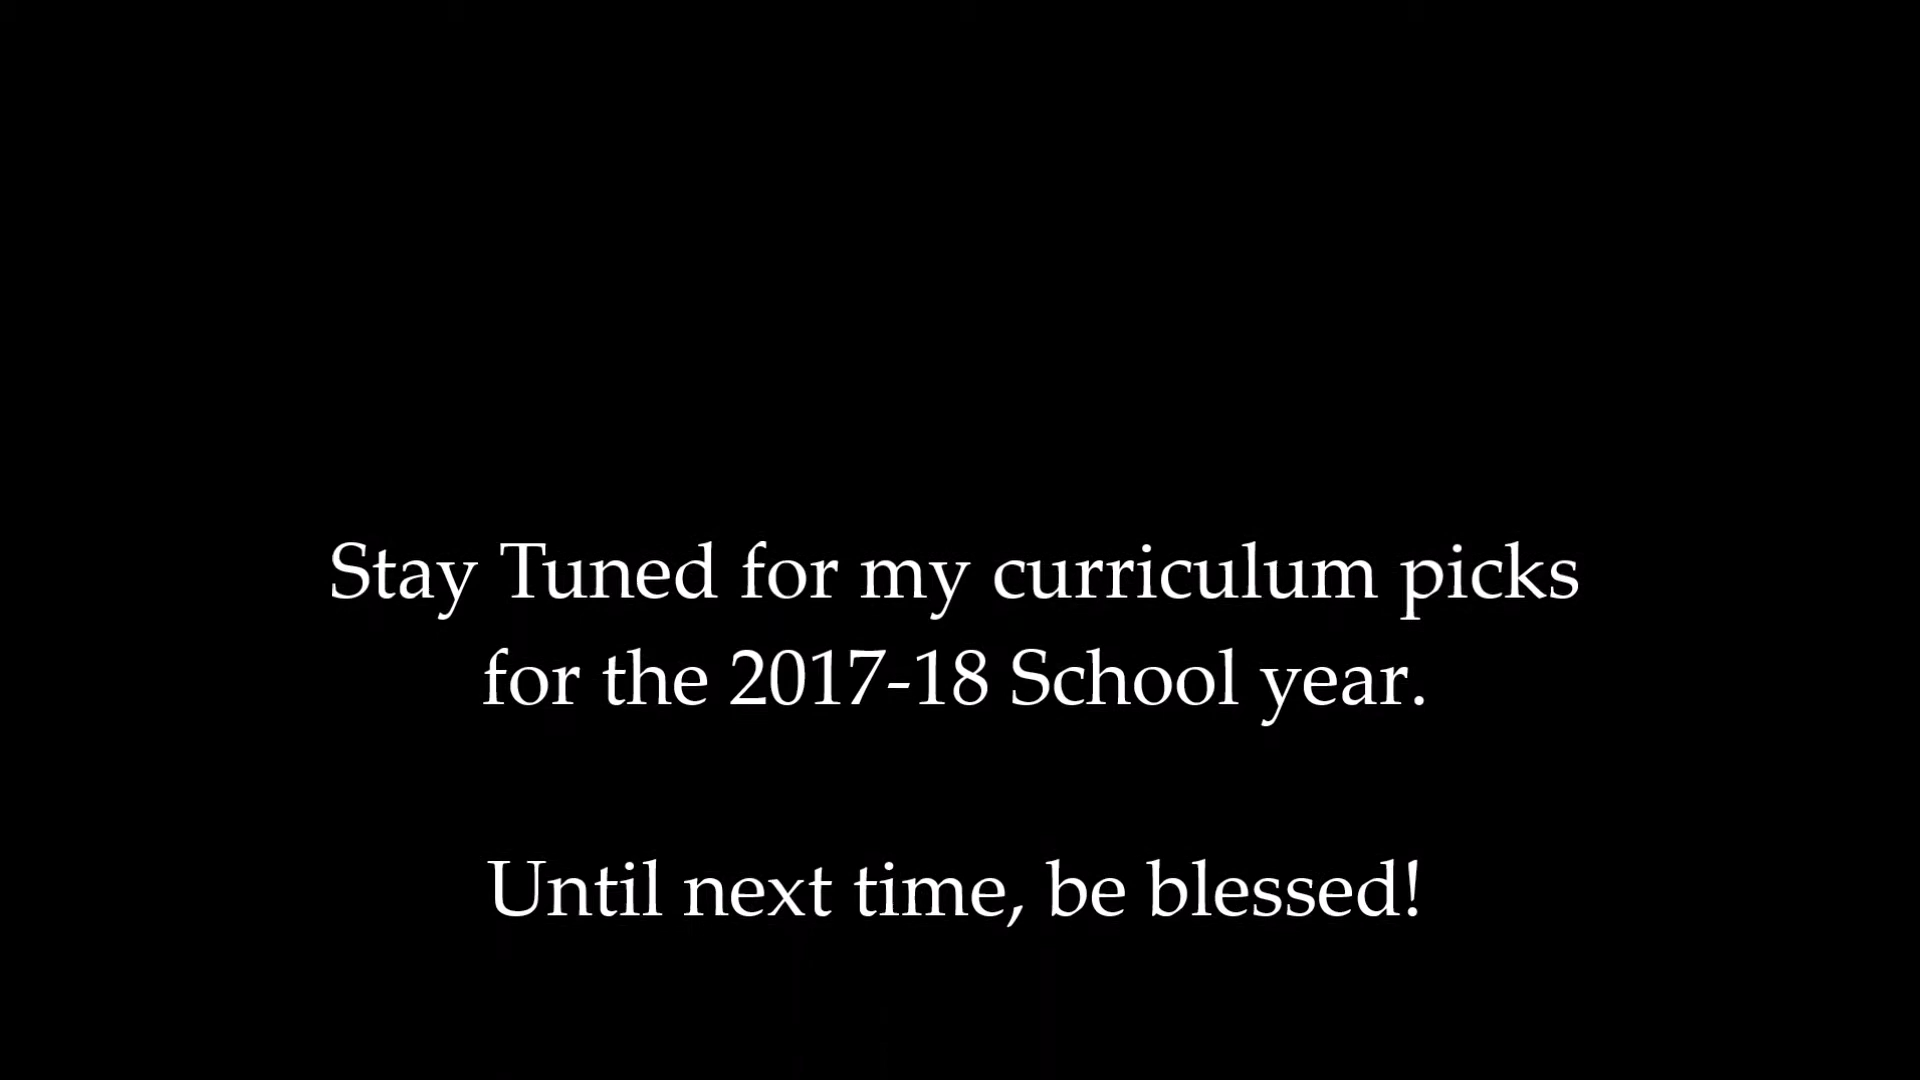 Stay Tuned for my curriculum picks
for the 2017-18 School year.
Until next time, be blessed!